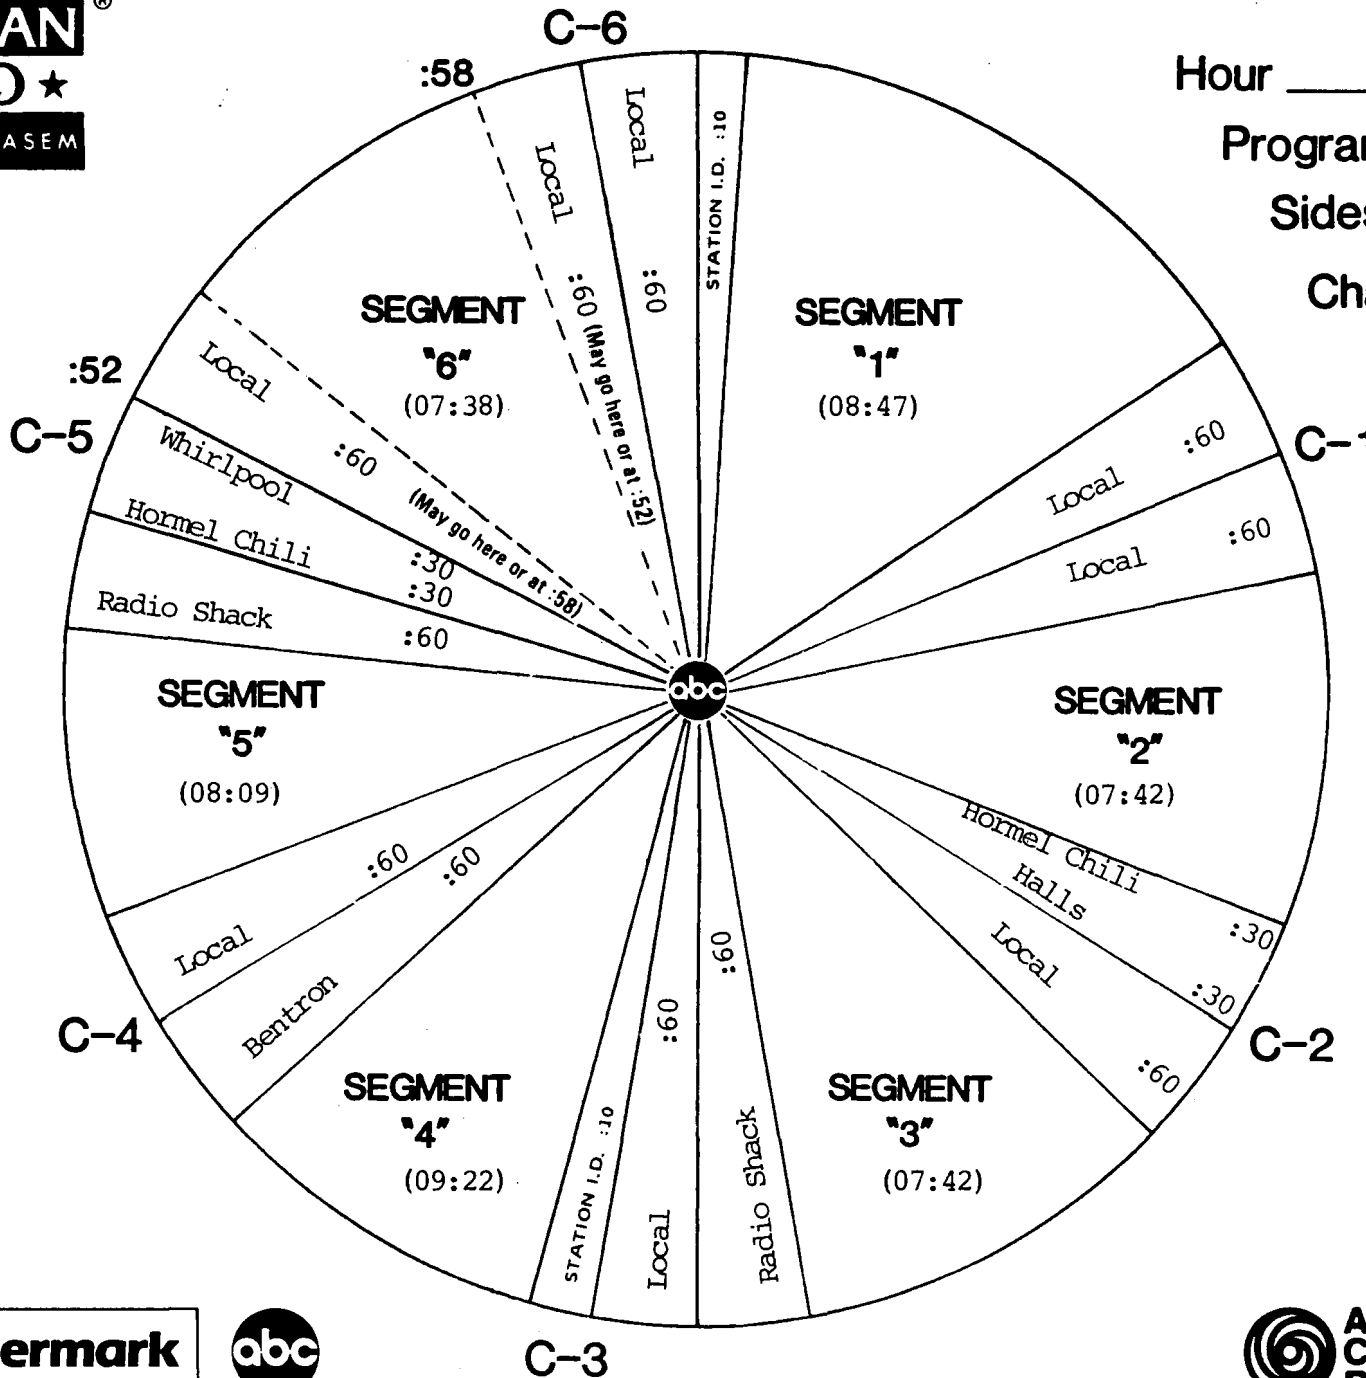 AN ®
ASEM
Hour
Progra
Sides
Ch
C-6
:58
Local
:60 (May go here or at :52)
Local
:60
STATION I.D. :10
SEGMENT
"1"
(08:47)
Local :60
C-1
Local :60
SEGMENT
"2"
(07:42)
Hormel Chili :30
Halls :30
C-2
Local :60
SEGMENT
"3"
(07:42)
Radio Shack :60
C-3
Local :60
STATION I.D. :10
SEGMENT
"4"
(09:22)
Bentron :60
C-4
Local :60
SEGMENT
"5"
(08:09)
Radio Shack :60
Hormel Chili :30
Whirlpool :30
C-5
:52
Local :60 (May go here or at :58)
SEGMENT
"6"
(07:38)
abc
ermark
abc
A
C